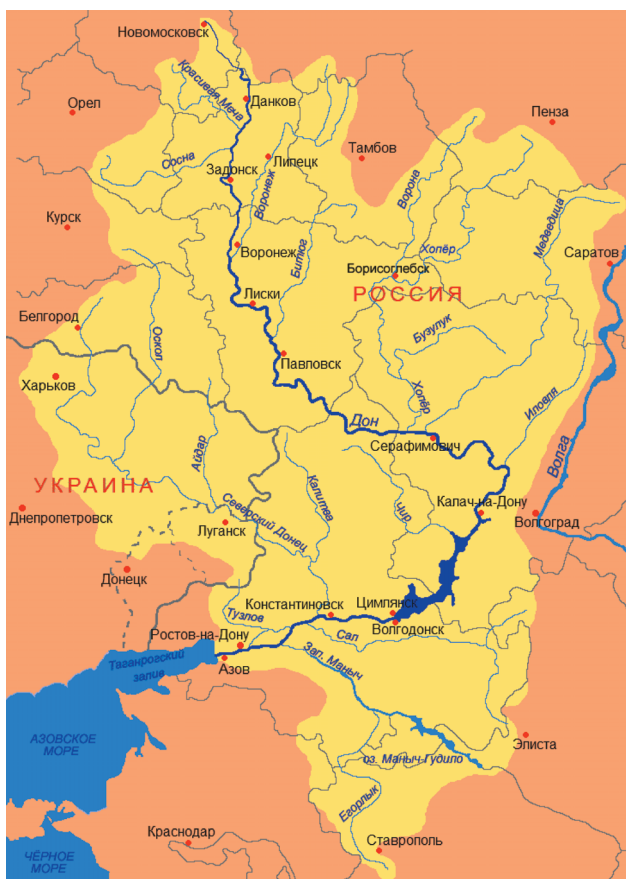 Новомосковск
Красивая Меча
Данков
Орел
Пенза
Тамбов
Сосна
Липецк
Задонск
Воронеж
Ворона
Медведица
Курск
Воронеж
Битюг
Хопёр
Саратов
Борисоглебск
Лиски
РОССИЯ
Белгород
Оскол
Бузулук
Павловск
Харьков
Хопёр
Иловля
Дон
Серафимович
Волга
Айдар
УКРАИНА
Калитва
Северский Донец
Чир
Калач-на-Дону
Волгоград
Днепропетровск
Луганск
Донецк
Константиновск
Цимлянск
Тузлов
Волгодонск
Сал
Ростов-на-Дону
Таганрогский
залив
Азов
Зап. Маныч
АЗОВСКОЕ
МОРЕ
Элиста
оз. Маныч-Гудило
Егорлык
Краснодар
Ставрополь
ЧЁРНОЕ
МОРЕ